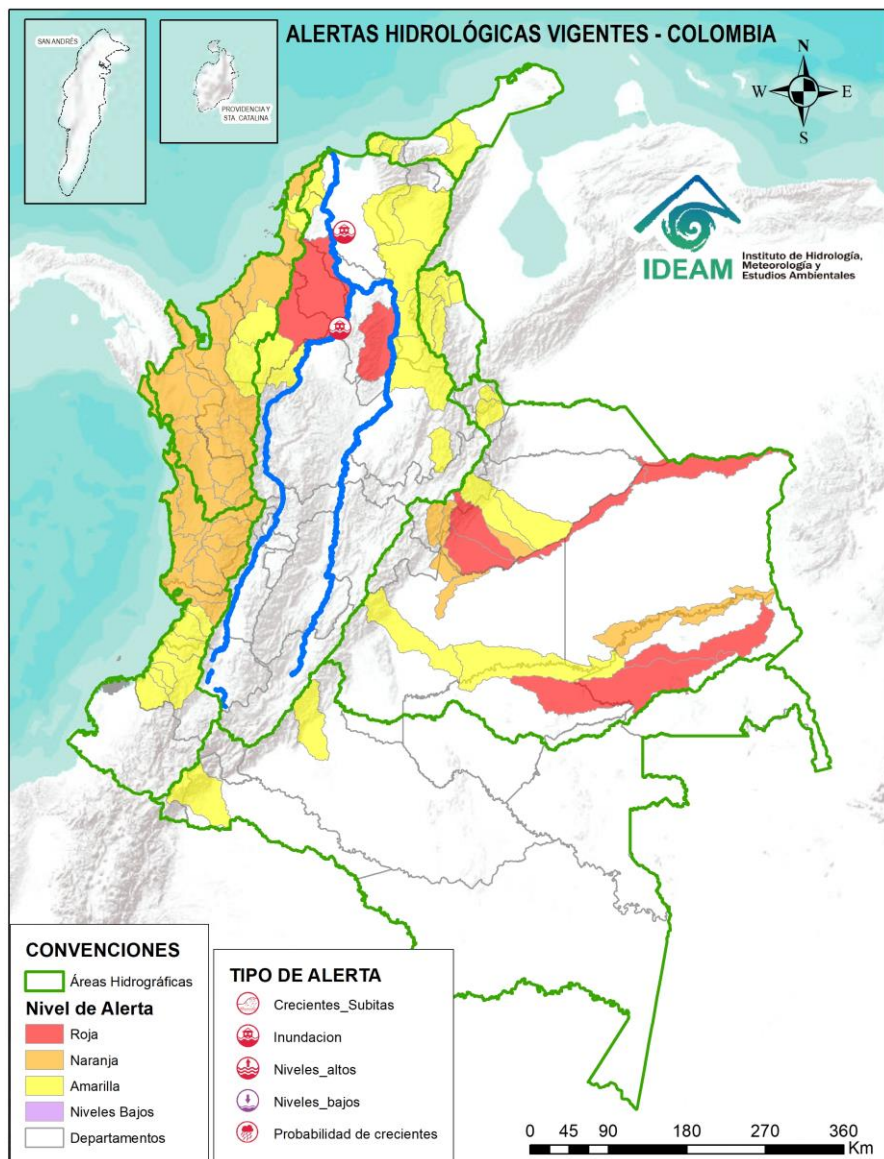 ALERTAS HIDROLÓGICAS VIGENTES - COLOMBIA
SAN ANDRÉS
PROVIDENCIA Y
STA. CATALINA
N
W
E
S
IDEAM
Instituto de Hidrología,
Meteorología y
Estudios Ambientales
CONVENCIONES
Áreas Hidrográficas
Nivel de Alerta
Roja
Naranja
Amarilla
Niveles Bajos
Departamentos
TIPO DE ALERTA
Crecientes_Subitas
Inundacion
Niveles_altos
Niveles_bajos
Probabilidad de crecientes
0 45 90 180 270 360
Km